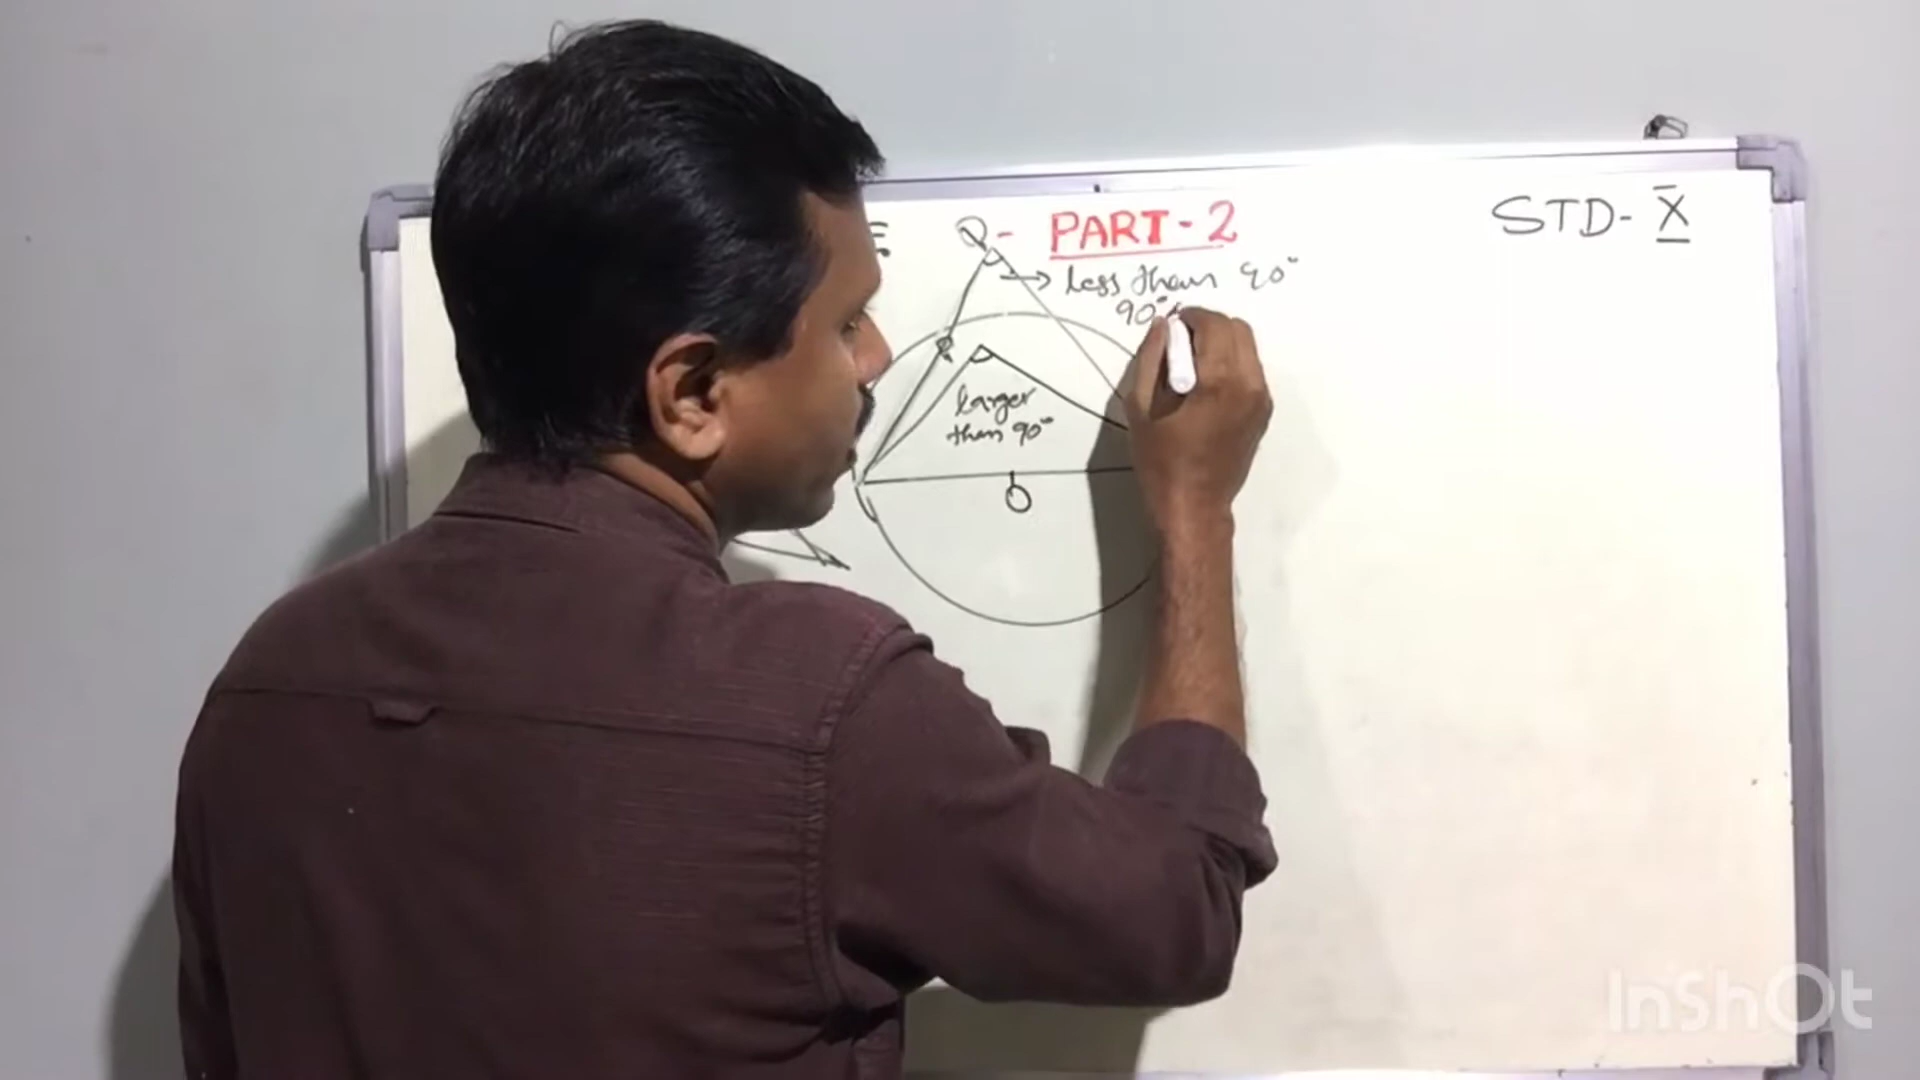 E - PART-2
STD- X
Q
less than 90°
90°
R
larger
than 90°
O
InShOt